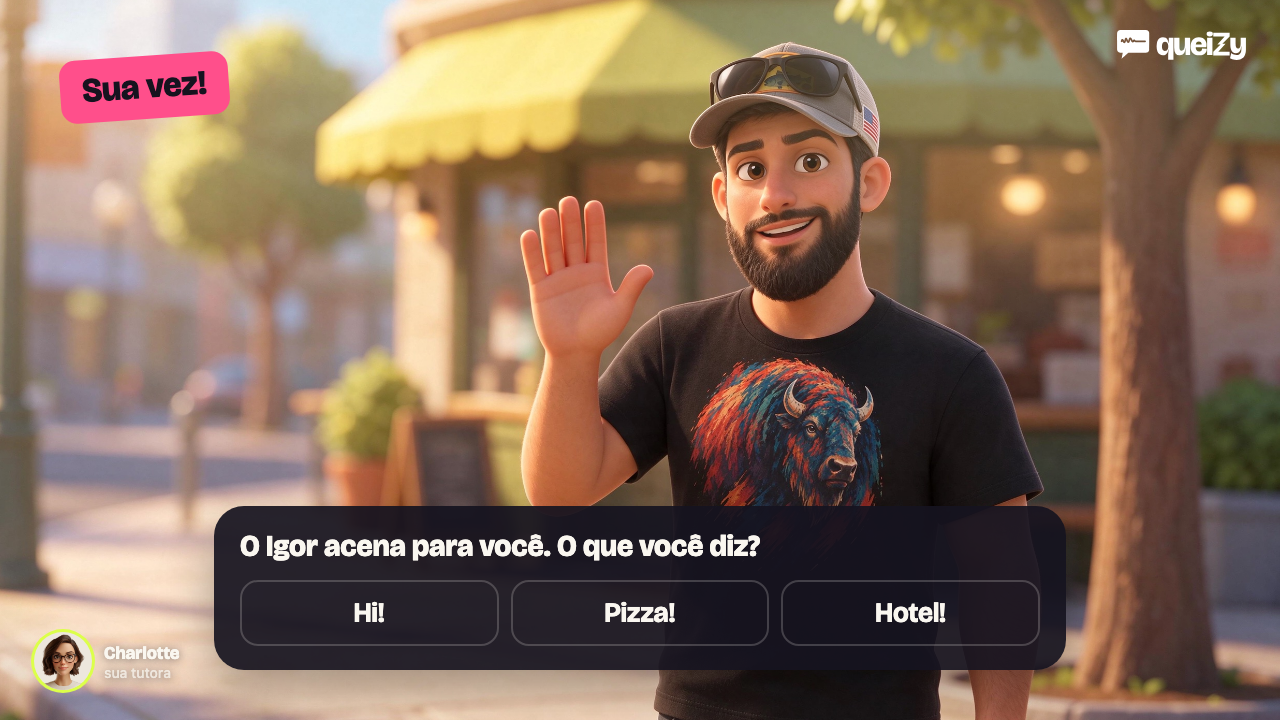 Sua vez!
queiZy
O Igor acena para você. O que você diz?
Hi!
Pizza!
Hotel!
Charlotte
sua tutora